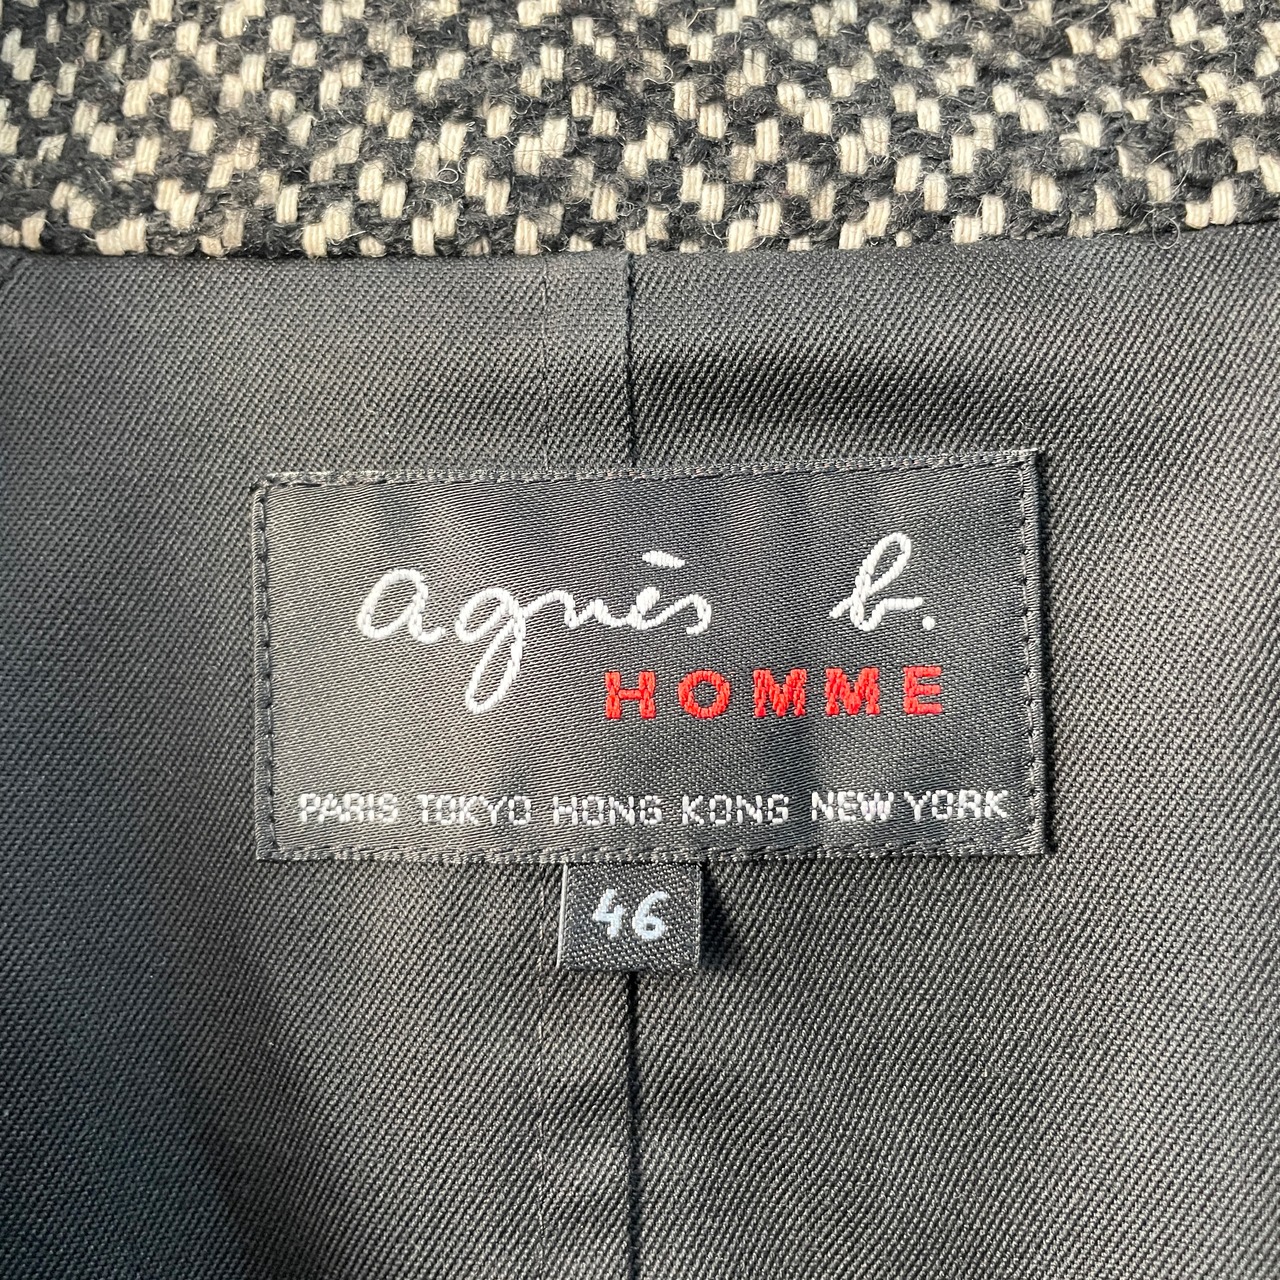 agnès b.
HOMME
PARIS TOKYO HONG KONG NEW YORK
46